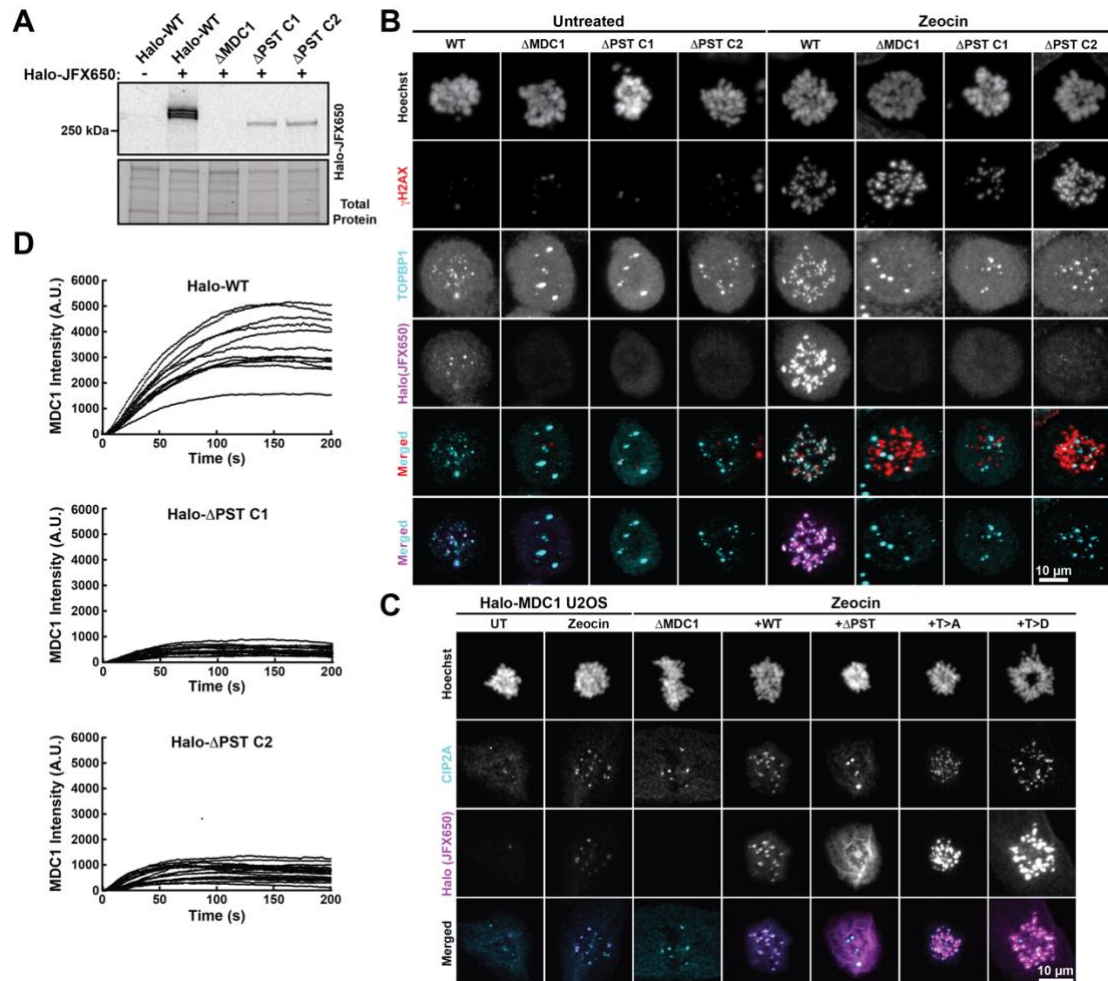 A
Halo-WT Halo-WT ΔMDC1 ΔPST C1 ΔPST C2
Halo-JFX650: - + + + +
250 kDa
Halo-JFX650
Total
Protein
B
Untreated Zeocin
WT ΔMDC1 ΔPST C1 ΔPST C2 WT ΔMDC1 ΔPST C1 ΔPST C2
Hoechst
γH2AX
TOPBP1
Halo(JFX650)
Merged
Merged
10 µm
C
Halo-MDC1 U2OS Zeocin
UT Zeocin ΔMDC1 +WT +ΔPST +T>A +T>D
Hoechst
CIP2A
Halo (JFX650)
Merged
10 µm
D
Halo-WT
MDC1 Intensity (A.U.)
6000
5000
4000
3000
2000
1000
0
0 50 100 150 200
Time (s)
Halo-ΔPST C1
MDC1 Intensity (A.U.)
6000
5000
4000
3000
2000
1000
0
0 50 100 150 200
Time (s)
Halo-ΔPST C2
MDC1 Intensity (A.U.)
6000
5000
4000
3000
2000
1000
0
0 50 100 150 200
Time (s)